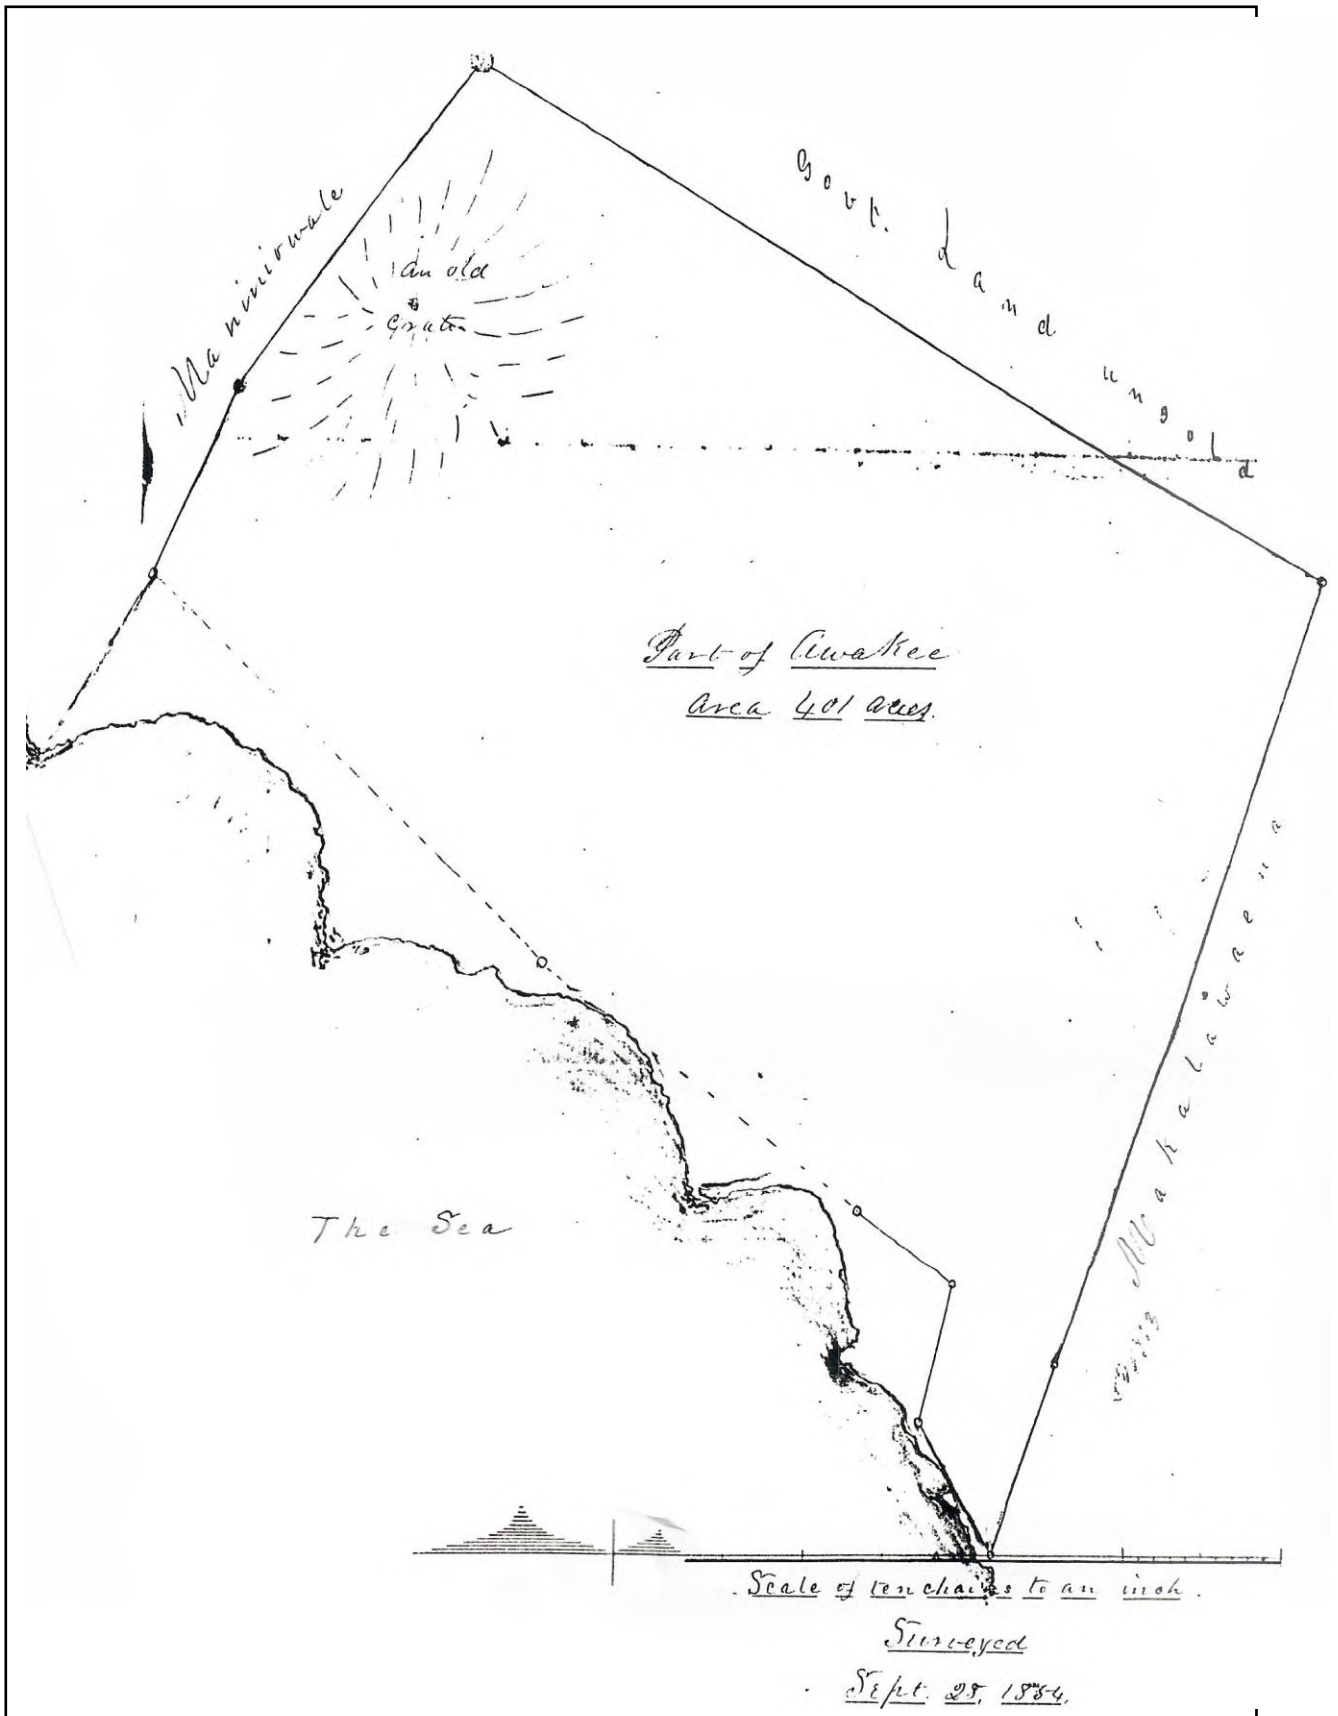 Govt. Land unsold
Maniniowale
An old
Crater
Part of Awakee
Area 401 acres.
Makalawena
The Sea
Scale of ten chains to an inch.
Surveyed
Sept. 28, 1854.